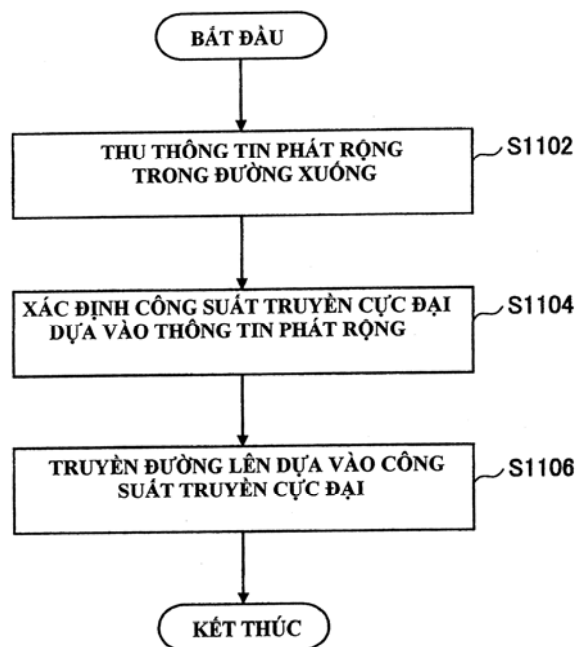 BẮT ĐẦU
THU THÔNG TIN PHÁT RỘNG
TRONG ĐƯỜNG XUỐNG
S1102
XÁC ĐỊNH CÔNG SUẤT TRUYỀN CỰC ĐẠI
DỰA VÀO THÔNG TIN PHÁT RỘNG
S1104
TRUYỀN ĐƯỜNG LÊN DỰA VÀO CÔNG
SUẤT TRUYỀN CỰC ĐẠI
S1106
KẾT THÚC